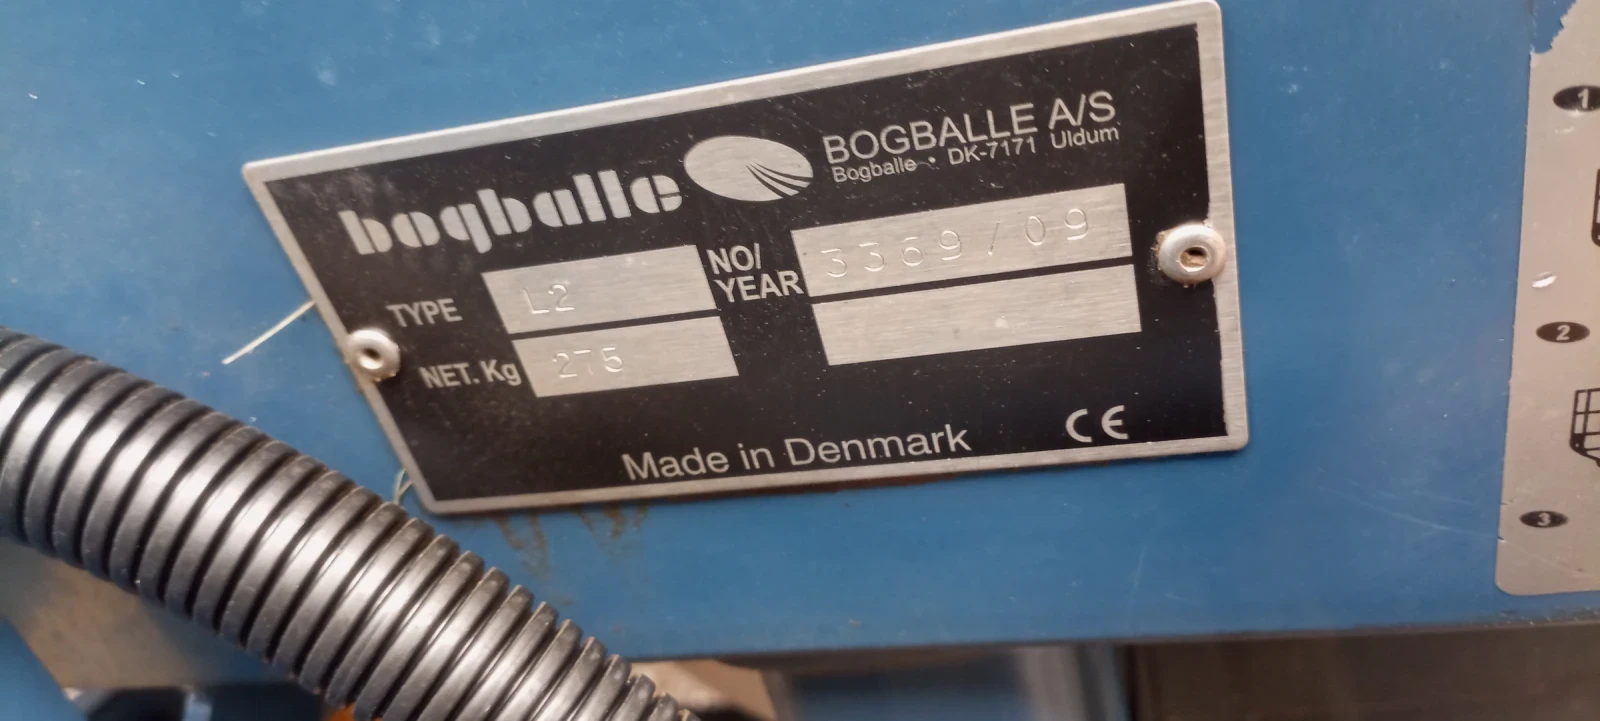 bogballe
BOGBALLE A/S
Bogballe • DK-7171 Uldum
TYPE L2
NO/YEAR 3369/09
NET. Kg 275
Made in Denmark CE
1
2
3